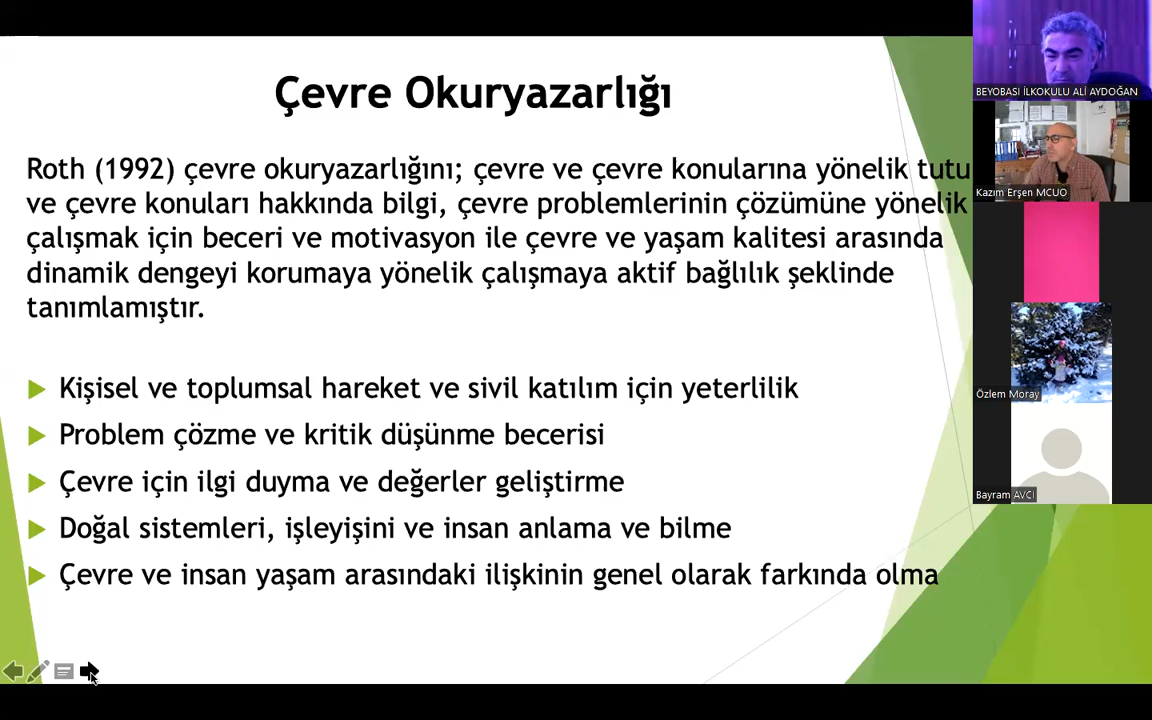 Çevre Okuryazarlığı
Roth (1992) çevre okuryazarlığını; çevre ve çevre konularına yönelik tutu
ve çevre konuları hakkında bilgi, çevre problemlerinin çözümüne yönelik
çalışmak için beceri ve motivasyon ile çevre ve yaşam kalitesi arasında
dinamik dengeyi korumaya yönelik çalışmaya aktif bağlılık şeklinde
tanımlamıştır.
Kişisel ve toplumsal hareket ve sivil katılım için yeterlilik
Problem çözme ve kritik düşünme becerisi
Çevre için ilgi duyma ve değerler geliştirme
Doğal sistemleri, işleyişini ve insan anlama ve bilme
Çevre ve insan yaşam arasındaki ilişkinin genel olarak farkında olma
BEYOBASI İLKOKULU ALİ AYDOĞAN
Kazım Erşen MCUO
Özlem Moray
Bayram AVCI